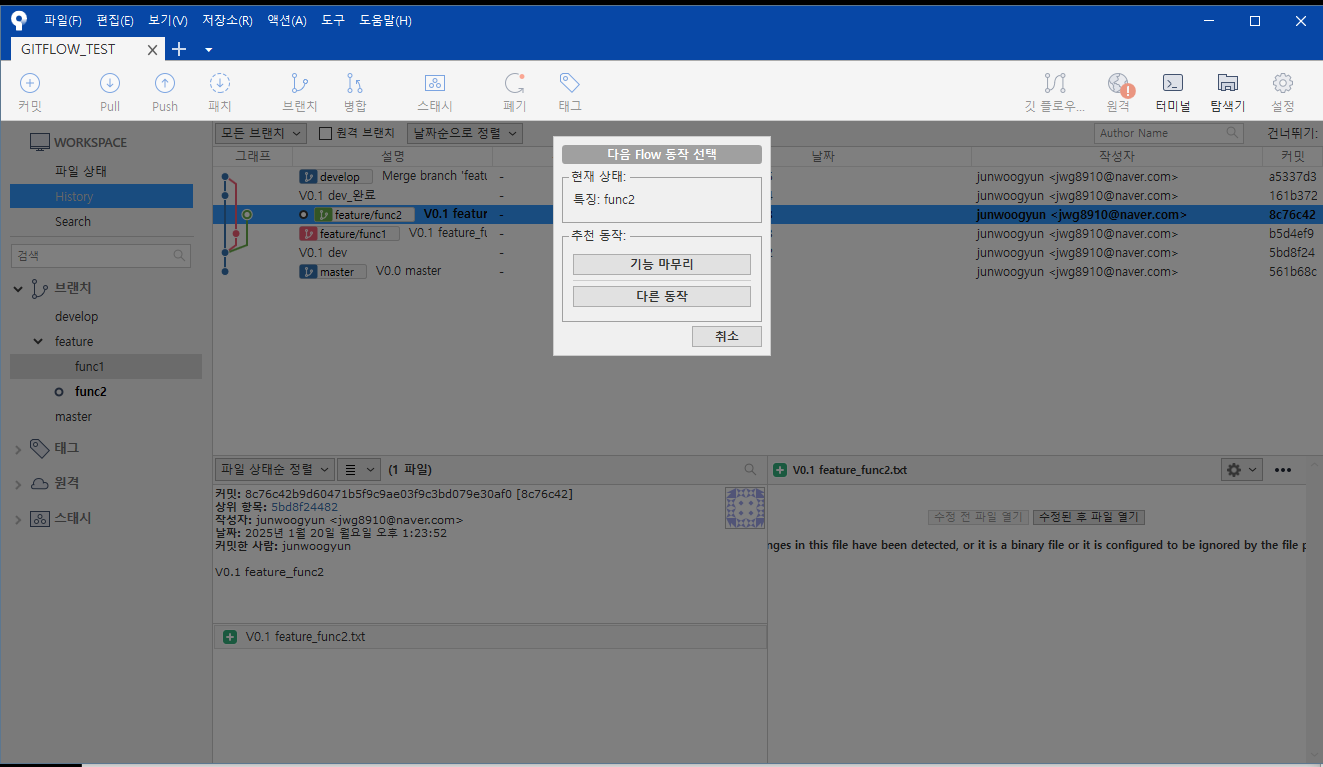 파일(F) 편집(E) 보기(V) 저장소(R) 액션(A) 도구 도움말(H)
GITFLOW_TEST
커밋 Pull Push 패치 브랜치 병합 스태시 폐기 태그 깃 플로우... 원격 터미널 탐색기 설정
WORKSPACE
파일 상태
History
Search
검색
브랜치
develop
feature
func1
func2
master
태그
원격
스태시
모든 브랜치 원격 브랜치 날짜순으로 정렬 Author Name 건너뛰기:
그래프 설명 날짜 작성자 커밋
develop Merge branch 'featu - junwoogyun <jwg8910@naver.com> a5337d3
V0.1 dev_완료 - junwoogyun <jwg8910@naver.com> 161b372
feature/func2 V0.1 featur - junwoogyun <jwg8910@naver.com> 8c76c42
feature/func1 V0.1 feature_fu - junwoogyun <jwg8910@naver.com> b5d4ef9
V0.1 dev - junwoogyun <jwg8910@naver.com> 5bd8f24
master V0.0 master - junwoogyun <jwg8910@naver.com> 561b68c
다음 Flow 동작 선택
현재 상태:
특징: func2
추천 동작:
기능 마무리
다른 동작
취소
파일 상태순 정렬 (1 파일)
커밋: 8c76c42b9d60471b5f9c9ae03f9c3bd079e30af0 [8c76c42]
상위 항목: 5bd8f24482
작성자: junwoogyun <jwg8910@naver.com>
날짜: 2025년 1월 20일 월요일 오후 1:23:52
커밋한 사람: junwoogyun
V0.1 feature_func2
V0.1 feature_func2.txt
V0.1 feature_func2.txt
수정 전 파일 열기 수정된 후 파일 열기
nges in this file have been detected, or it is a binary file or it is configured to be ignored by the file p